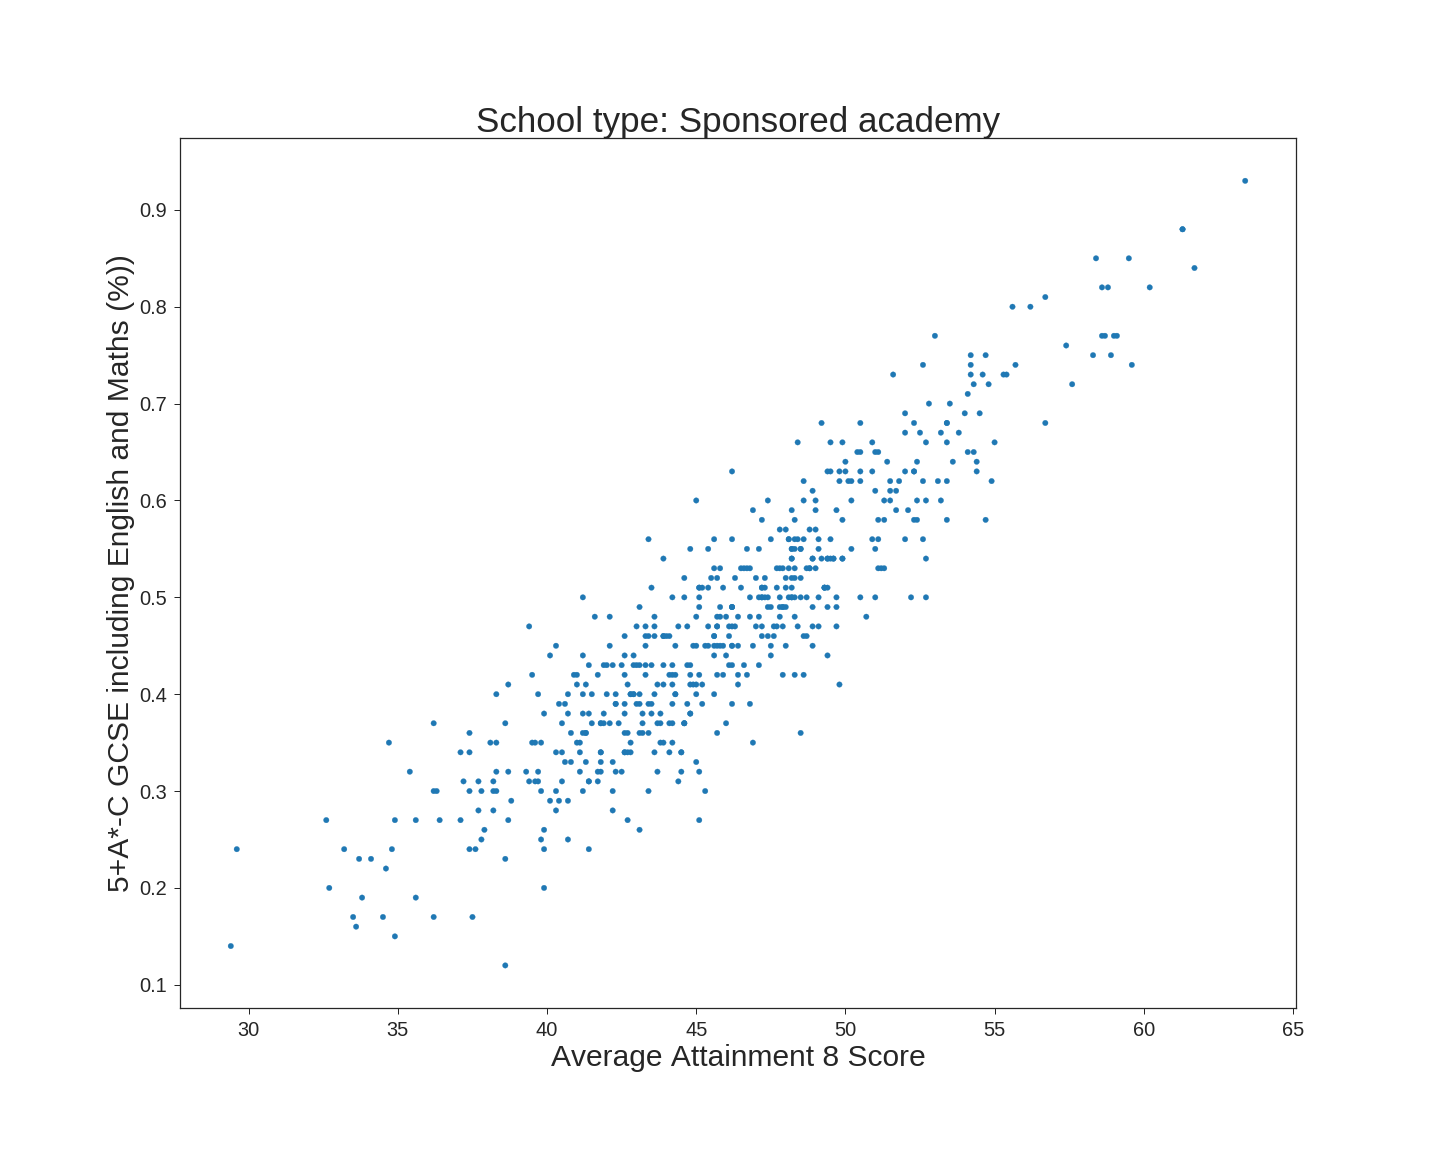 School type: Sponsored academy
5+A*-C GCSE including English and Maths (%))
0.9
0.8
0.7
0.6
0.5
0.4
0.3
0.2
0.1
30 35 40 45 50 55 60 65
Average Attainment 8 Score